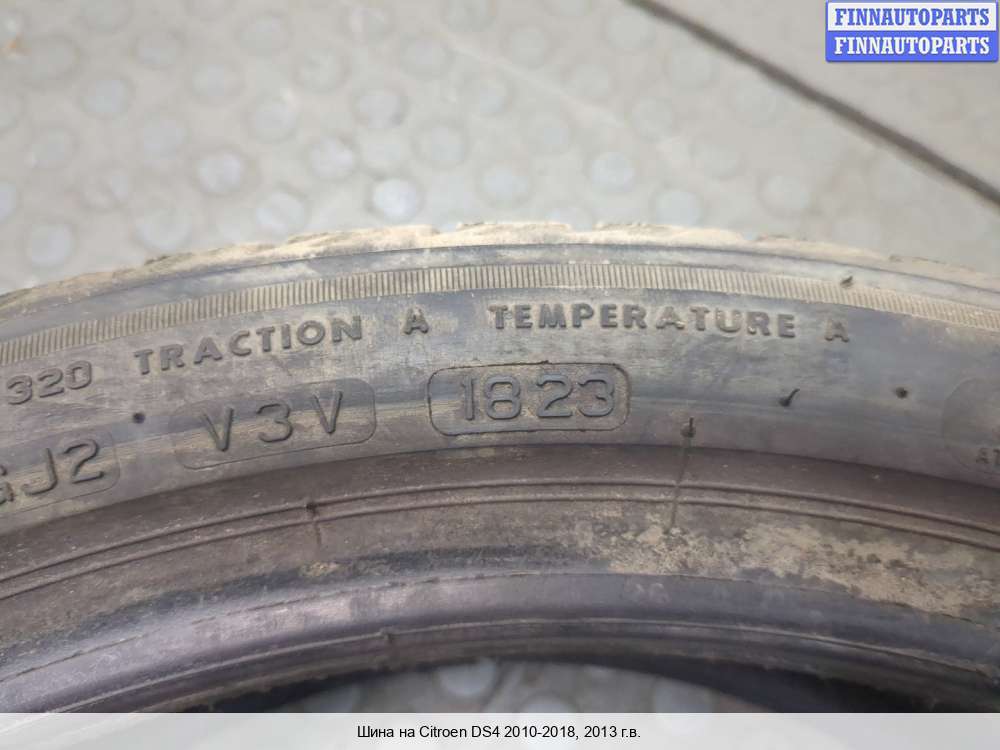 FINNAUTOPARTS
FINNAUTOPARTS
320 TRACTION A TEMPERATURE A
GJ2 V3V 1823
Шина на Citroen DS4 2010-2018, 2013 г.в.